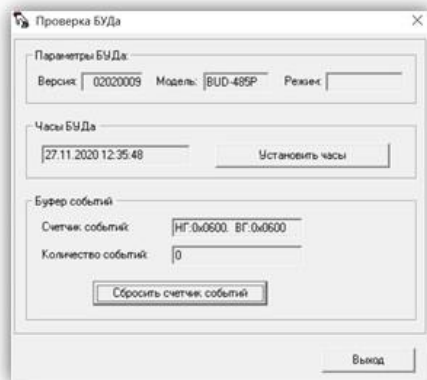 Проверка БУДа
Параметры БУДа:
Версия: 02020009 Модель: BUD-485P Режим:
Часы БУДа
27.11.2020 12:35:48 Установить часы
Буфер событий
Счетчик событий: НГ:0x0600. ВГ:0x0600
Количество событий: 0
Сбросить счетчик событий
Выход